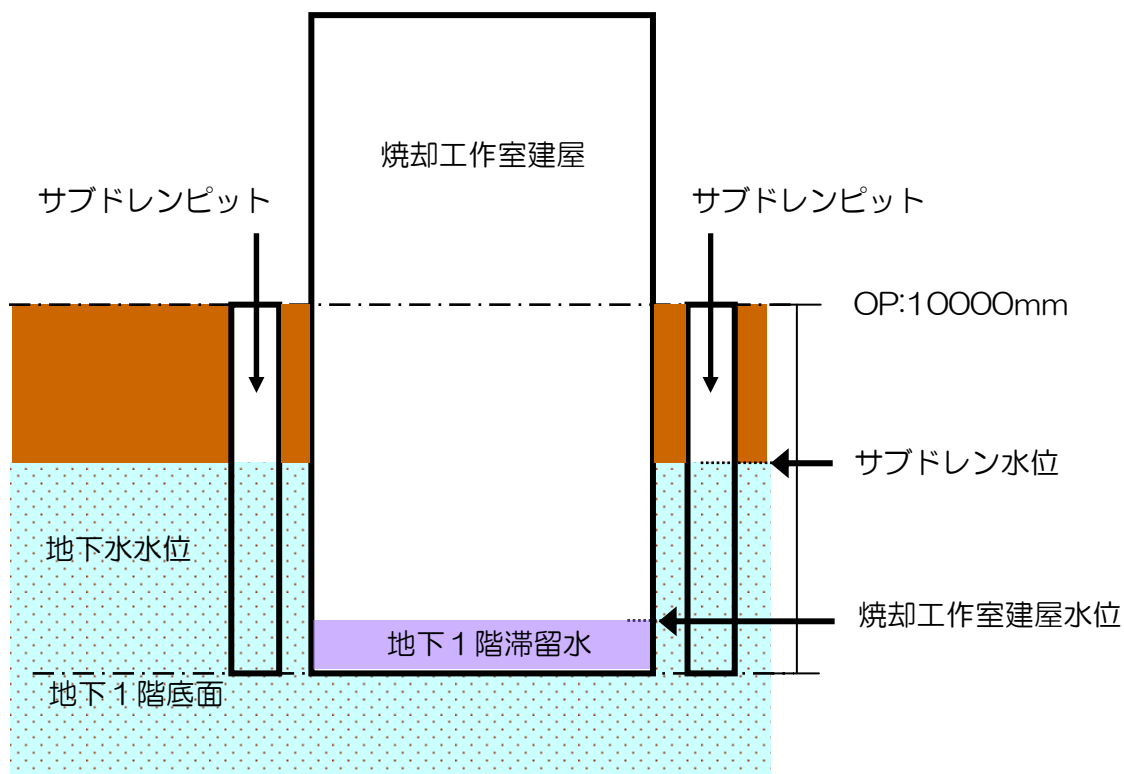 焼却工作室建屋
サブドレンピット
サブドレンピット
OP:10000mm
サブドレン水位
地下水水位
焼却工作室建屋水位
地下１階滞留水
地下１階底面